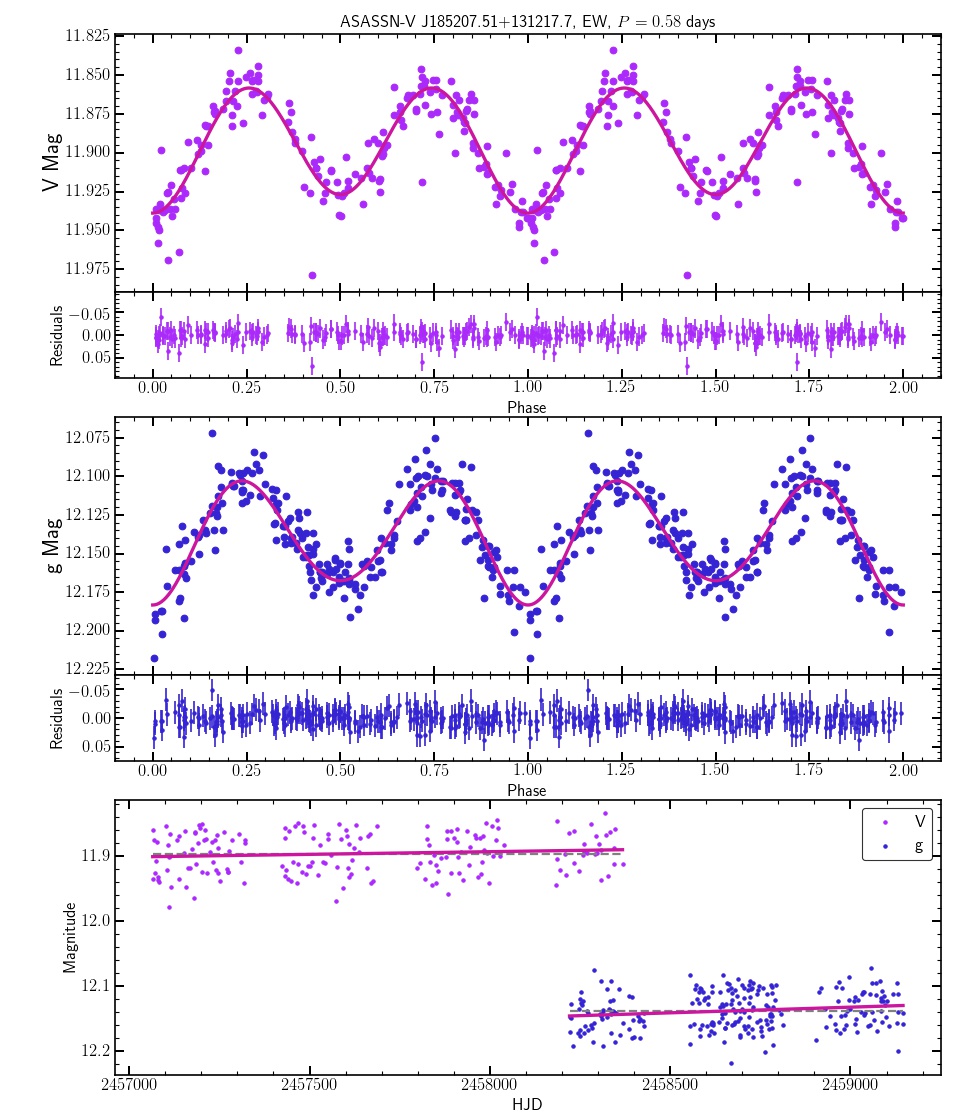 ASASSN-V J185207.51+131217.7, EW, P = 0.58 days
11.825
11.850
11.875
11.900
11.925
11.950
11.975
V Mag
−0.05
0.00
0.05
Residuals
0.00 0.25 0.50 0.75 1.00 1.25 1.50 1.75 2.00
Phase
12.075
12.100
12.125
12.150
12.175
12.200
12.225
g Mag
−0.05
0.00
0.05
Residuals
0.00 0.25 0.50 0.75 1.00 1.25 1.50 1.75 2.00
Phase
V
g
11.9
12.0
12.1
12.2
Magnitude
2457000 2457500 2458000 2458500 2459000
HJD